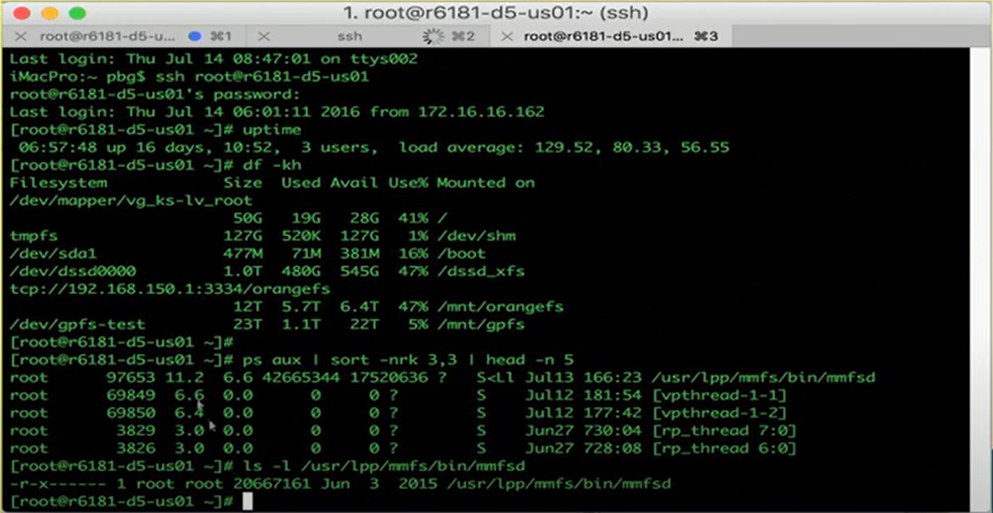 1. root@r6181-d5-us01:~ (ssh)
root@r6181-d5-u... ⌘1 ssh ⌘2 root@r6181-d5-us01... ⌘3
Last login: Thu Jul 14 08:47:01 on ttys002
iMacPro:~ pbg$ ssh root@r6181-d5-us01
root@r6181-d5-us01's password:
Last login: Thu Jul 14 06:01:11 2016 from 172.16.16.162
[root@r6181-d5-us01 ~]# uptime
 06:57:48 up 16 days, 10:52,  3 users,  load average: 129.52, 80.33, 56.55
[root@r6181-d5-us01 ~]# df -kh
Filesystem            Size  Used Avail Use% Mounted on
/dev/mapper/vg_ks-lv_root
                       50G   19G   28G  41% /
tmpfs                 127G  520K  127G   1% /dev/shm
/dev/sda1             477M   71M  381M  16% /boot
/dev/dssd0000         1.0T  480G  545G  47% /dssd_xfs
tcp://192.168.150.1:3334/orangefs
                       12T  5.7T  6.4T  47% /mnt/orangefs
/dev/gpfs-test         23T  1.1T   22T   5% /mnt/gpfs
[root@r6181-d5-us01 ~]#
[root@r6181-d5-us01 ~]# ps aux | sort -nrk 3,3 | head -n 5
root      97653 11.2  6.6 42665344 17520636 ?   S<Ll Jul13 166:23 /usr/lpp/mmfs/bin/mmfsd
root      69849  6.6  0.0      0     0 ?        S    Jul12 181:54 [vpthread-1-1]
root      69850  6.4  0.0      0     0 ?        S    Jul12 177:42 [vpthread-1-2]
root       3829  3.0  0.0      0     0 ?        S    Jun27 730:04 [rp_thread 7:0]
root       3826  3.0  0.0      0     0 ?        S    Jun27 728:08 [rp_thread 6:0]
[root@r6181-d5-us01 ~]# ls -l /usr/lpp/mmfs/bin/mmfsd
-r-x------ 1 root root 20667161 Jun  3  2015 /usr/lpp/mmfs/bin/mmfsd
[root@r6181-d5-us01 ~]#